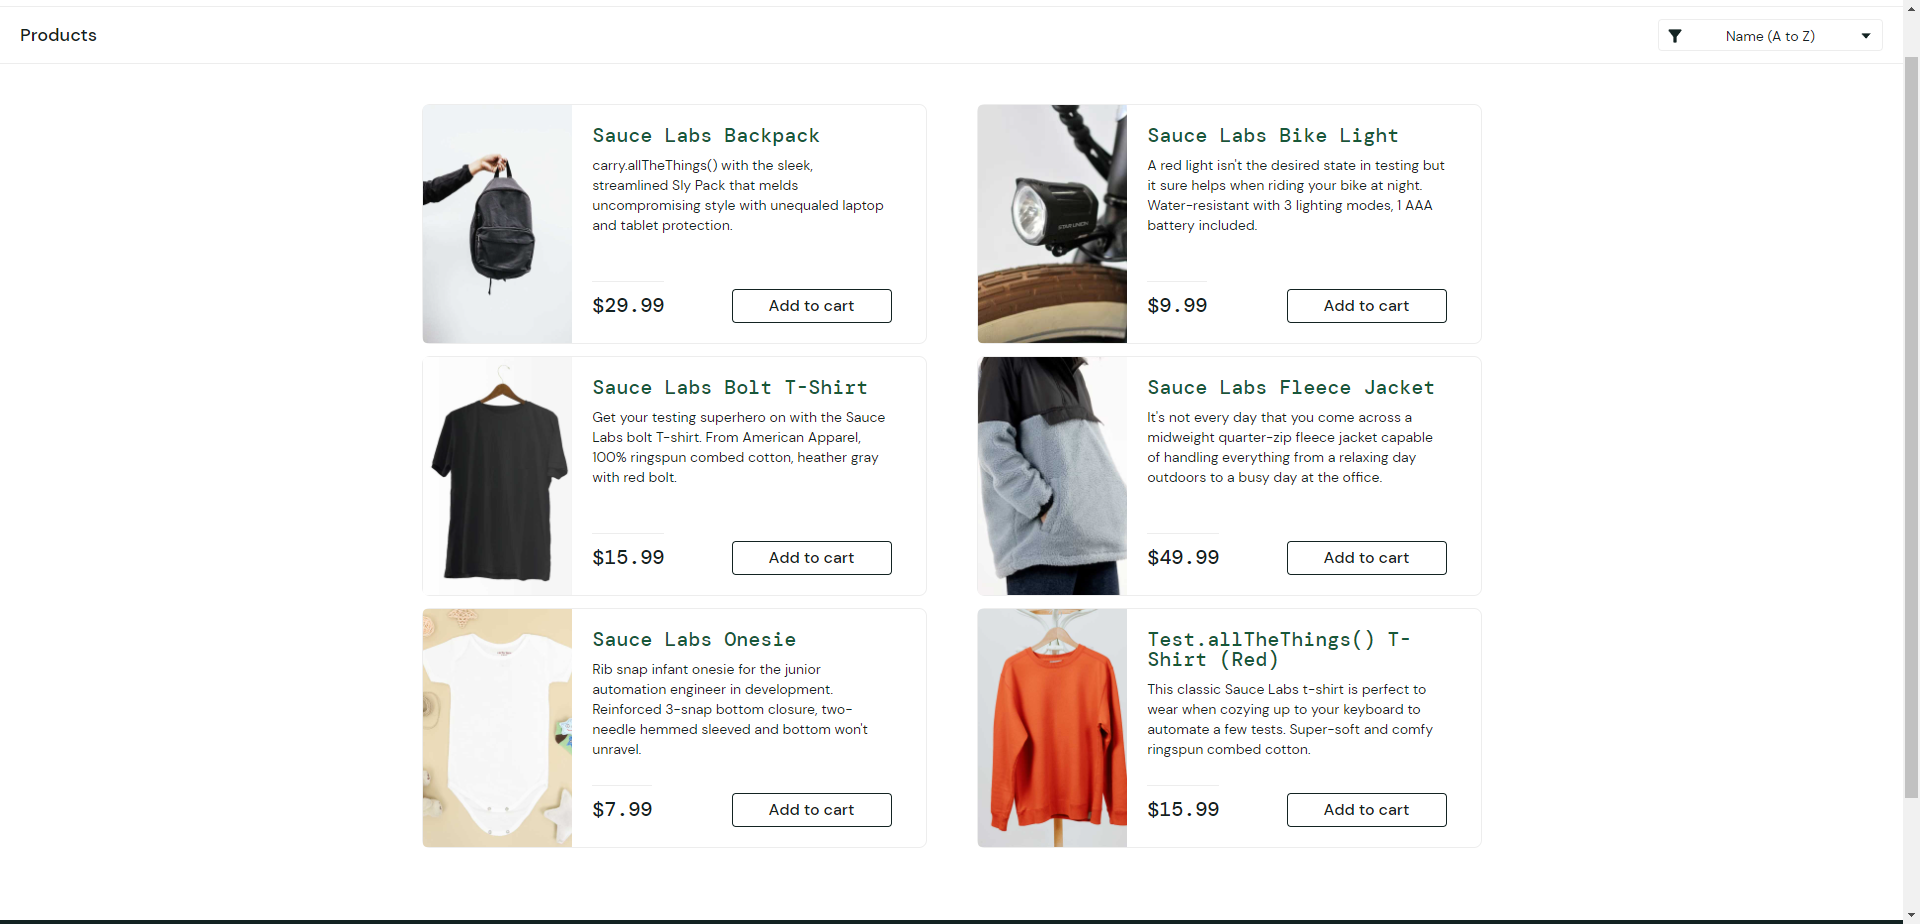 Products
Name (A to Z)
Sauce Labs Backpack
carry.allTheThings() with the sleek,
streamlined Sly Pack that melds
uncompromising style with unequaled laptop
and tablet protection.
$29.99
Add to cart
Sauce Labs Bike Light
A red light isn't the desired state in testing but
it sure helps when riding your bike at night.
Water-resistant with 3 lighting modes, 1 AAA
battery included.
STAR UNION
$9.99
Add to cart
Sauce Labs Bolt T-Shirt
Get your testing superhero on with the Sauce
Labs bolt T-shirt. From American Apparel,
100% ringspun combed cotton, heather gray
with red bolt.
$15.99
Add to cart
Sauce Labs Fleece Jacket
It's not every day that you come across a
midweight quarter-zip fleece jacket capable
of handling everything from a relaxing day
outdoors to a busy day at the office.
$49.99
Add to cart
Sauce Labs Onesie
Rib snap infant onesie for the junior
automation engineer in development.
Reinforced 3-snap bottom closure, two-
needle hemmed sleeved and bottom won't
unravel.
$7.99
Add to cart
Test.allTheThings() T-
Shirt (Red)
This classic Sauce Labs t-shirt is perfect to
wear when cozying up to your keyboard to
automate a few tests. Super-soft and comfy
ringspun combed cotton.
$15.99
Add to cart